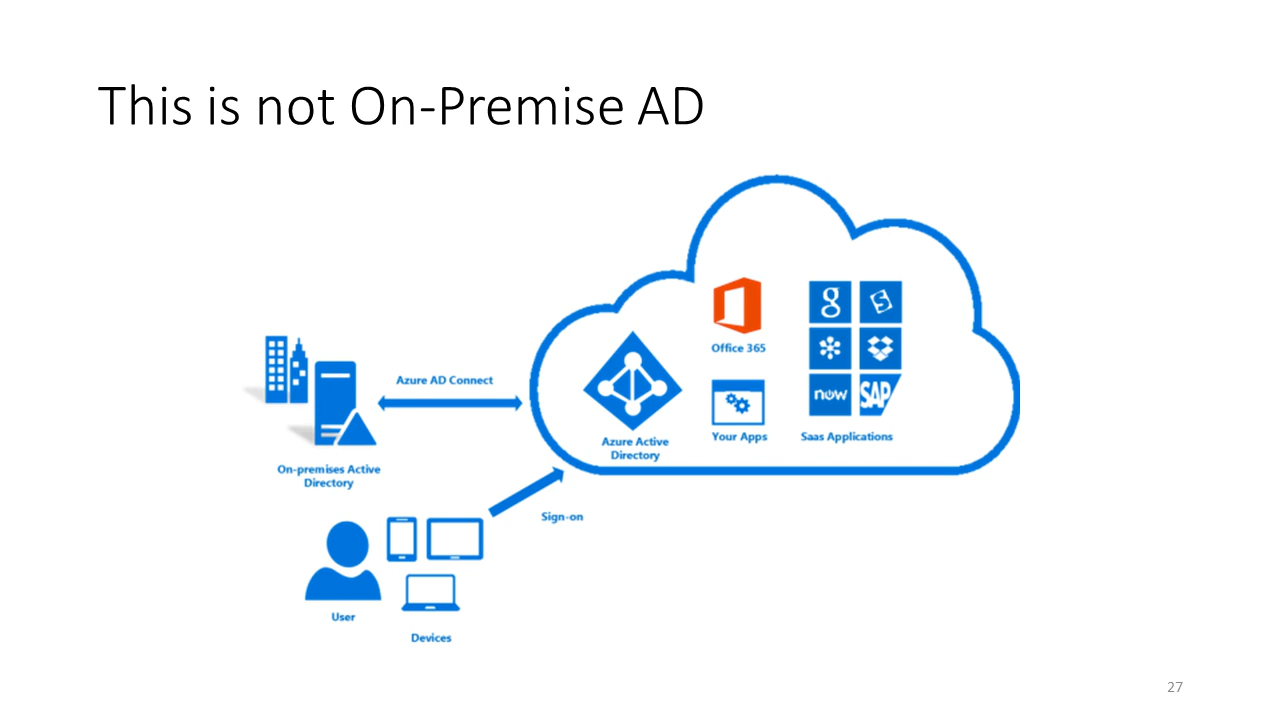 This is not On-Premise AD
Office 365
g
S
now
SAP
Azure AD Connect
Azure Active
Directory
Your Apps
Saas Applications
On-premises Active
Directory
Sign-on
User
Devices
27